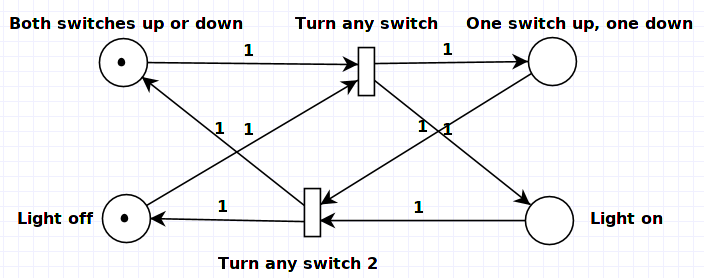 Both switches up or down
Turn any switch
One switch up, one down
1
1
1
1
1
1
1
1
Light off
Light on
Turn any switch 2